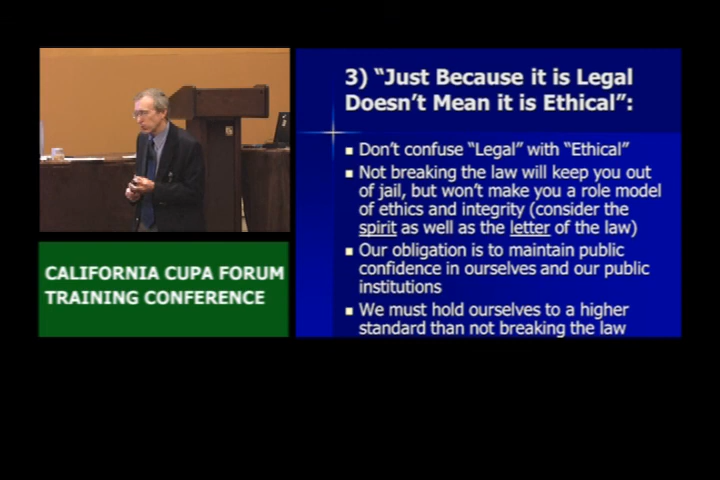 3) “Just Because it is Legal
Doesn’t Mean it is Ethical”:
Don’t confuse “Legal” with “Ethical”
Not breaking the law will keep you out
of jail, but won’t make you a role model
of ethics and integrity (consider the
spirit as well as the letter of the law)
Our obligation is to maintain public
confidence in ourselves and our public
institutions
We must hold ourselves to a higher
standard than not breaking the law
CALIFORNIA CUPA FORUM
TRAINING CONFERENCE